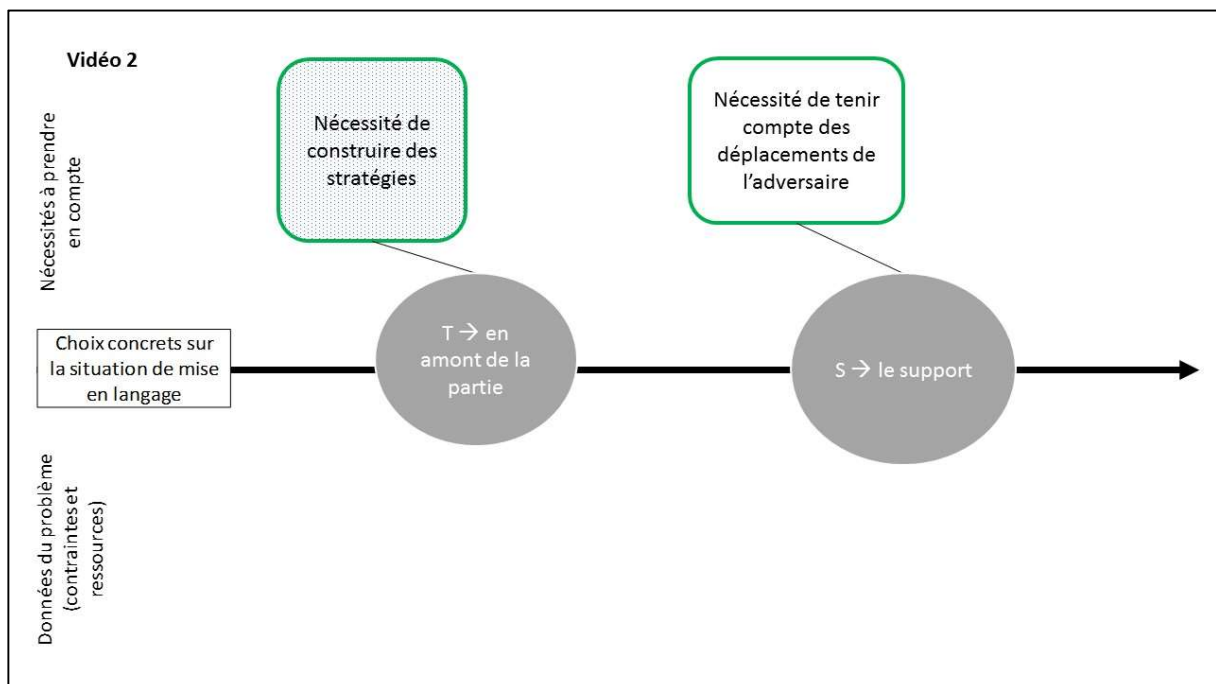 Vidéo 2
Nécessités à prendre
en compte
Nécessité de
construire des
stratégies
Nécessité de tenir
compte des
déplacements de
l’adversaire
Choix concrets sur
la situation de mise
en langage
T → en
amont de la
partie
S → le support
Données du problème
(contraintes et
ressources)